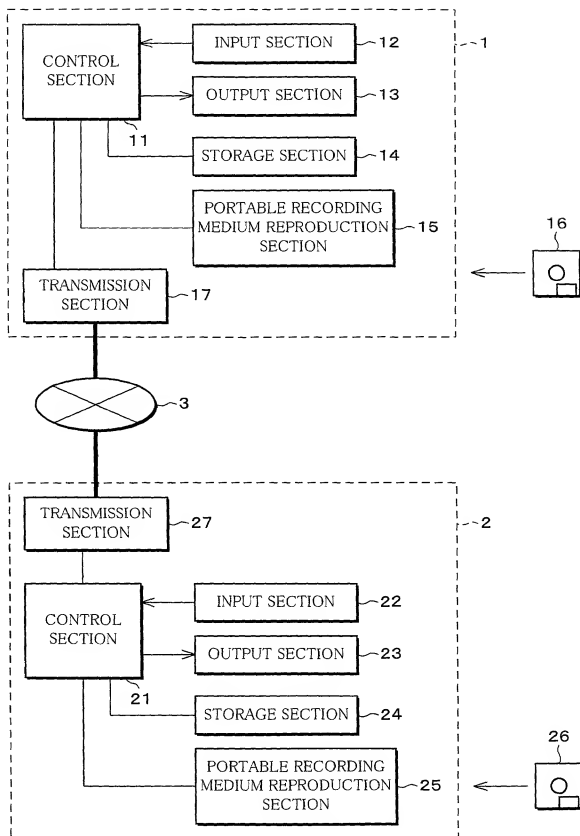 CONTROL
SECTION
11
INPUT SECTION
12
1
OUTPUT SECTION
13
STORAGE SECTION
14
PORTABLE RECORDING
MEDIUM REPRODUCTION
SECTION
15
16
TRANSMISSION
SECTION
17
3
TRANSMISSION
SECTION
27
2
CONTROL
SECTION
21
INPUT SECTION
22
OUTPUT SECTION
23
STORAGE SECTION
24
PORTABLE RECORDING
MEDIUM REPRODUCTION
SECTION
25
26